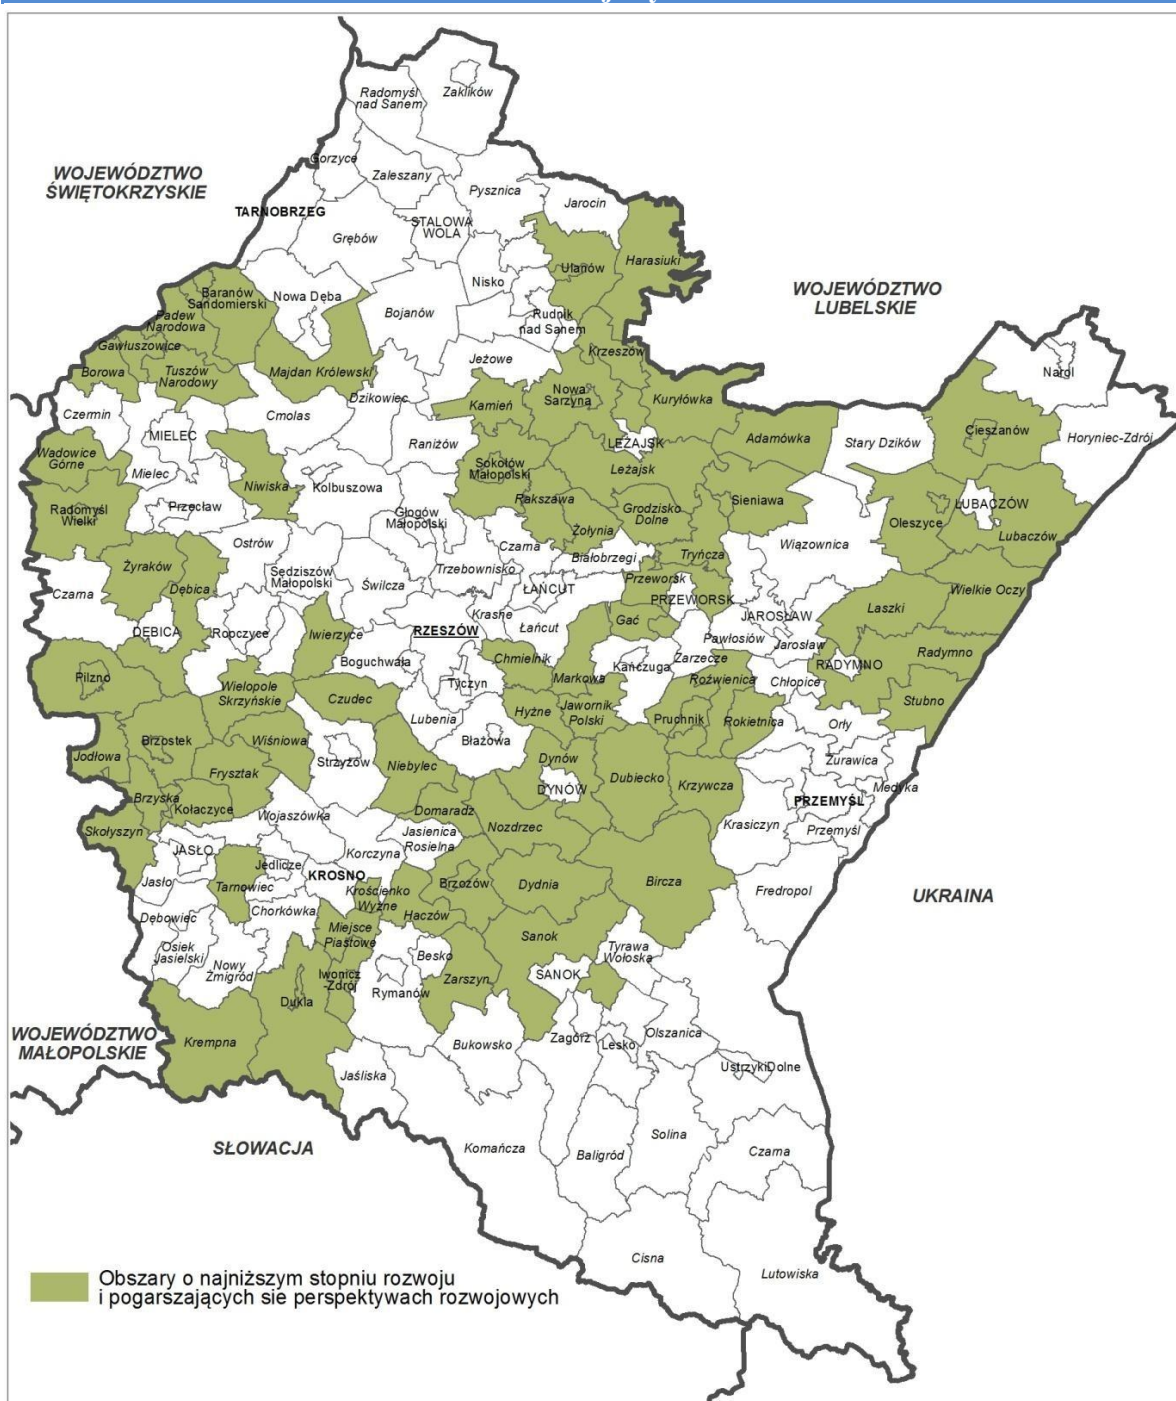 Radomyśl
nad Sanem
Zaklików
WOJEWÓDZTWO
ŚWIĘTOKRZYSKIE
Gorzyce
Zaleszany
Pysznica
Jarocin
TARNOBRZEG
STALOWA
WOLA
Grębów
Harasiuki
Ulanów
Nisko
WOJEWÓDZTWO
LUBELSKIE
Baranów
Sandomierski
Nowa Dęba
Bojanów
Rudnik
nad Sanem
Padew
Narodowa
Gawłuszowice
Borowa
Tuszów
Narodowy
Majdan Królewski
Jeżowe
Krzeszów
Narol
Dzikowiec
Kamień
Nowa
Sarzyna
Kuryłówka
Czermin
Cmolas
MIELEC
Raniżów
LEŻAJSK
Adamówka
Stary Dzików
Cieszanów
Horyniec-Zdrój
Wadowice
Górne
Mielec
Niwiska
Kolbuszowa
Sokołów
Małopolski
Leżajsk
Radomyśl
Wielki
Przecław
Głogów
Małopolski
Rakszawa
Grodzisko
Dolne
Sieniawa
Oleszyce
LUBACZÓW
Lubaczów
Żołynia
Ostrów
Czarna
Białobrzegi
Tryńcza
Wiązownica
Żyraków
Dębica
Sędziszów
Małopolski
Świlcza
Trzebownisko
ŁAŃCUT
Przeworsk
PRZEWORSK
Wielkie Oczy
Czarna
DĘBICA
Ropczyce
Iwierzyce
RZESZÓW
Krasne
Łańcut
Gać
JAROSŁAW
Laszki
Boguchwała
Chmielnik
Kańczuga
Pawłosiów
Zarzecze
Jarosław
RADYMNO
Radymno
Pilzno
Wielopole
Skrzyńskie
Czudec
Tyczyn
Markowa
Roźwienica
Chłopice
Stubno
Lubenia
Hyżne
Jawornik
Polski
Pruchnik
Rokietnica
Orły
Jodłowa
Brzostek
Wiśniowa
Strzyżów
Błażowa
Żurawica
Frysztak
Niebylec
Dynów
DYNÓW
Dubiecko
Krzywcza
Medyka
Brzyska
Kołaczyce
Domaradz
PRZEMYŚL
Skołyszyn
Wojaszówka
Jasienica
Rosielna
Nozdrzec
Krasiczyn
Przemyśl
JASŁO
Jedlicze
Korczyna
Jasło
Tarnowiec
KROSNO
Krościenko
Wyżne
Brzozów
Dydnia
Bircza
Fredropol
UKRAINA
Dębowiec
Chorkówka
Haczów
Osiek
Jasielski
Nowy
Żmigród
Miejsce
Piastowe
Besko
Sanok
Tyrawa
Wołoska
Iwonicz
-Zdrój
Rymanów
Zarszyn
SANOK
Dukla
WOJEWÓDZTWO
MAŁOPOLSKIE
Krempna
Bukowsko
Zagórz
Lesko
Olszanica
UstrzykiDolne
Jaśliska
SŁOWACJA
Komańcza
Baligród
Solina
Czarna
Cisna
Lutowiska
Obszary o najniższym stopniu rozwoju
i pogarszających sie perspektywach rozwojowych